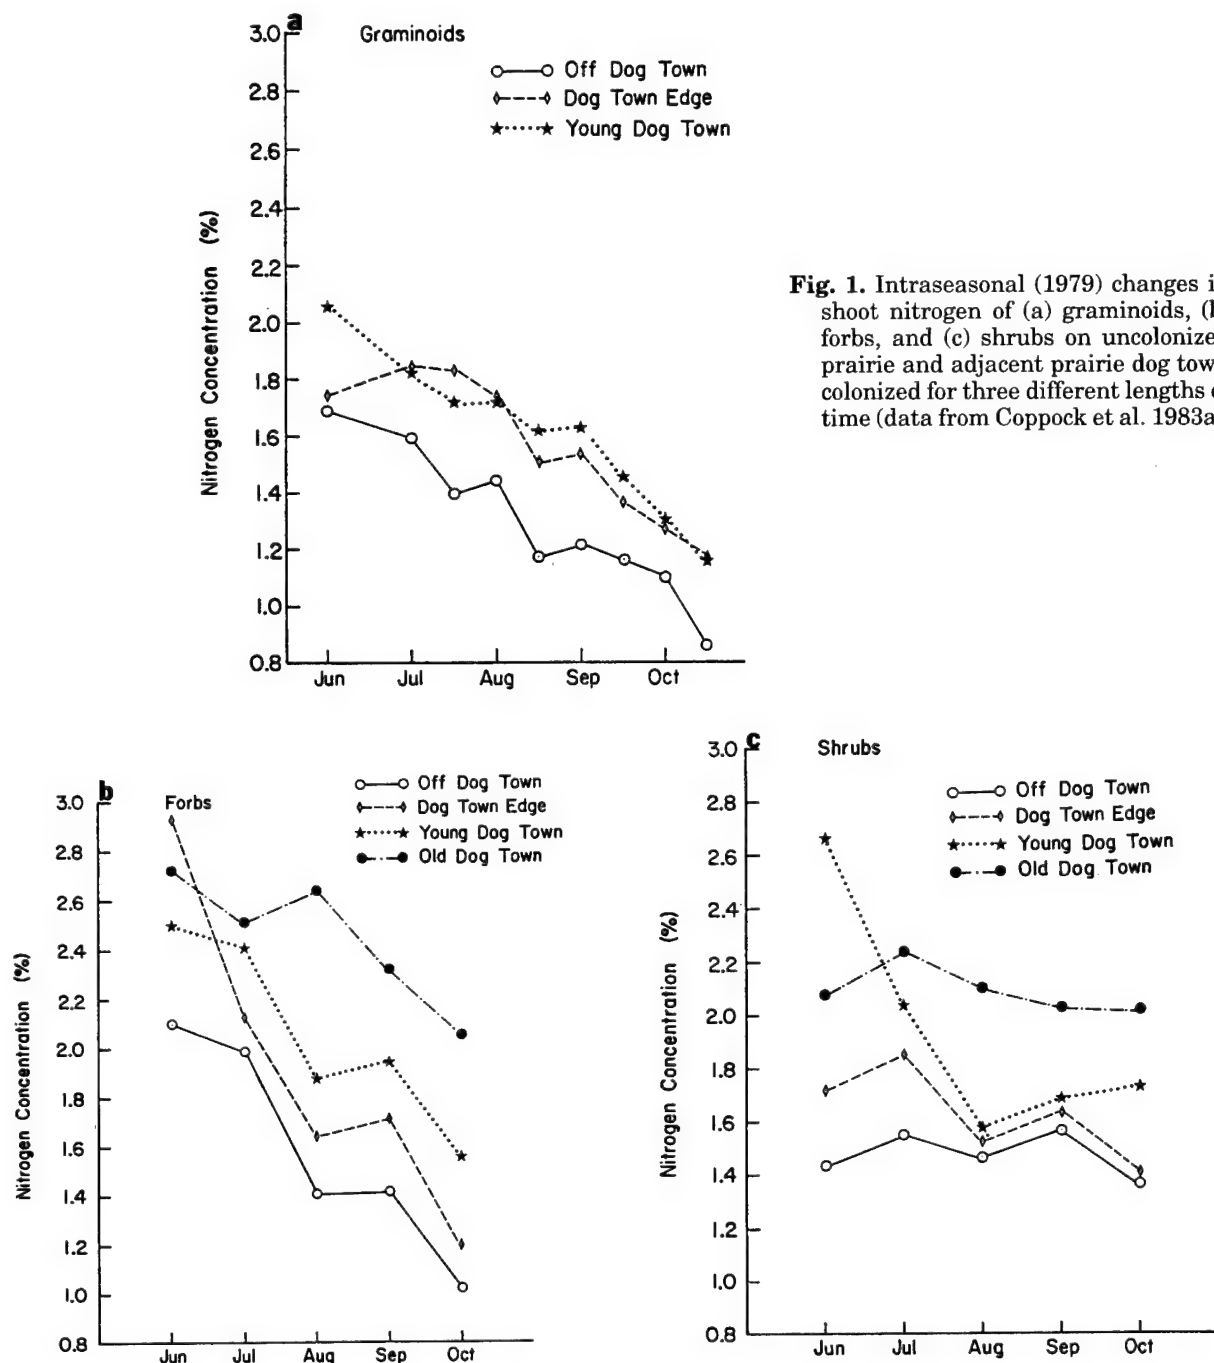 a
Graminoids
Off Dog Town
Dog Town Edge
Young Dog Town
Nitrogen Concentration (%)
3.0
2.8
2.6
2.4
2.2
2.0
1.8
1.6
1.4
1.2
1.0
0.8
Jun Jul Aug Sep Oct
Fig. 1. Intraseasonal (1979) changes i
shoot nitrogen of (a) graminoids, (
forbs, and (c) shrubs on uncolonize
prairie and adjacent prairie dog tow
colonized for three different lengths
time (data from Coppock et al. 1983a
b
Forbs
Off Dog Town
Dog Town Edge
Young Dog Town
Old Dog Town
Nitrogen Concentration (%)
3.0
2.8
2.6
2.4
2.2
2.0
1.8
1.6
1.4
1.2
1.0
0.8
Jun Jul Aug Sep Oct
c
Shrubs
Off Dog Town
Dog Town Edge
Young Dog Town
Old Dog Town
Nitrogen Concentration (%)
3.0
2.8
2.6
2.4
2.2
2.0
1.8
1.6
1.4
1.2
1.0
0.8
Jun Jul Aug Sep Oct